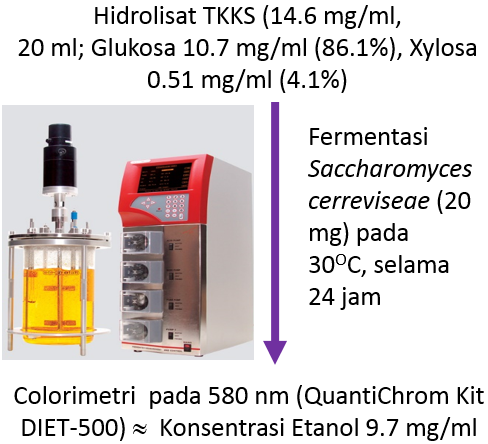 Hidrolisat TKKS (14.6 mg/ml,
20 ml; Glukosa 10.7 mg/ml (86.1%), Xylosa
0.51 mg/ml (4.1%)
Fermentasi
Saccharomyces
cerreviseae (20
mg) pada
30⁰C, selama
24 jam
Colorimetri pada 580 nm (QuantiChrom Kit
DIET-500) ≈ Konsentrasi Etanol 9.7 mg/ml